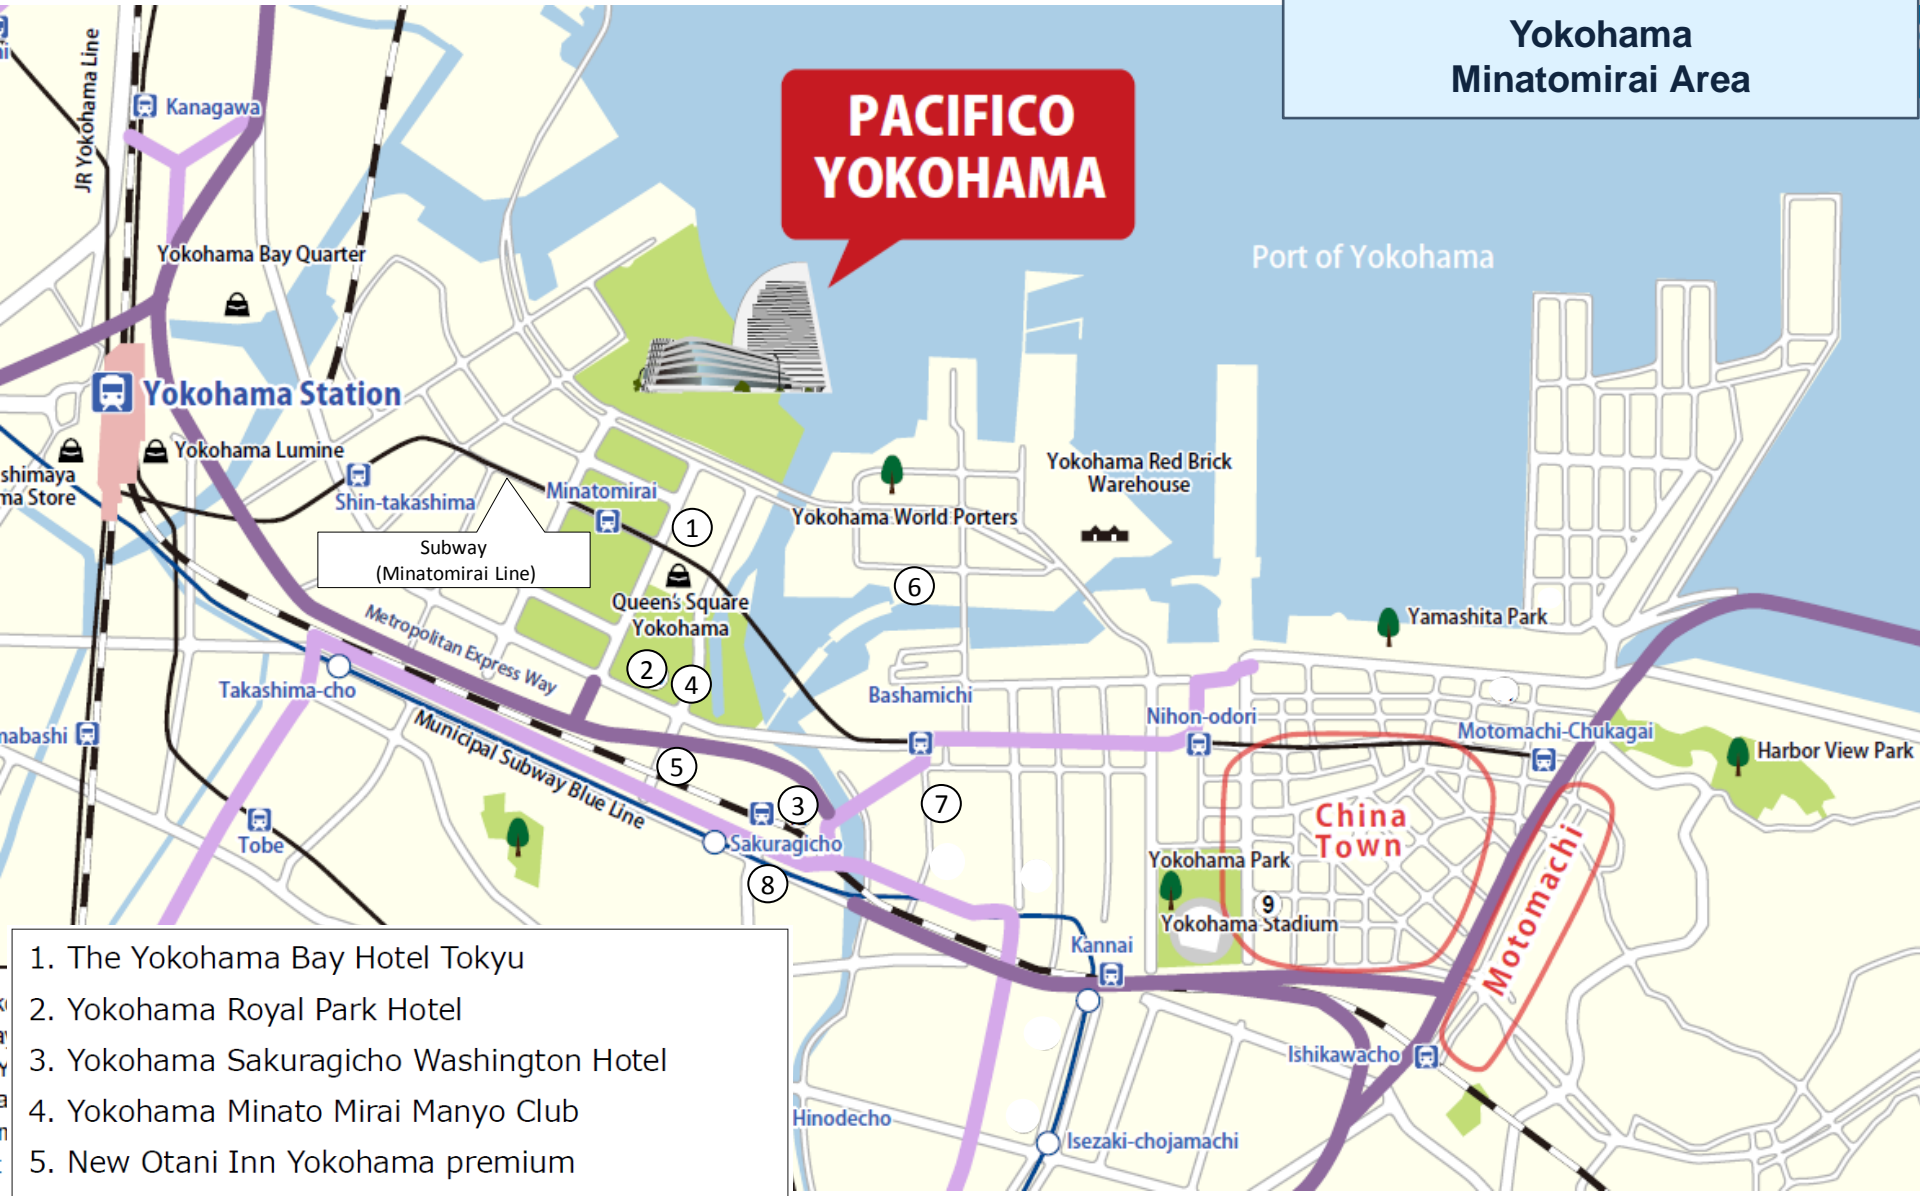 Yokohama
Minatomirai Area
PACIFICO
YOKOHAMA
JR Yokohama Line
Kanagawa
Yokohama Bay Quarter
Port of Yokohama
Yokohama Station
Yokohama Lumine
shimaya
ma Store
Shin-takashima
Minatomirai
Subway
(Minatomirai Line)
1
Queen's Square
Yokohama
2
4
Yokohama World Porters
Yokohama Red Brick
Warehouse
6
Yamashita Park
Metropolitan Express Way
Takashima-cho
Municipal Subway Blue Line
Bashamichi
Nihon-odori
Motomachi-Chukagai
Harbor View Park
nabashi
5
3
7
Tobe
Sakuragicho
8
China
Town
Motomachi
Yokohama Park
9
Yokohama Stadium
Kannai
Ishikawacho
Hinodecho
Isezaki-chojamachi
1. The Yokohama Bay Hotel Tokyu
2. Yokohama Royal Park Hotel
3. Yokohama Sakuragicho Washington Hotel
4. Yokohama Minato Mirai Manyo Club
5. New Otani Inn Yokohama premium